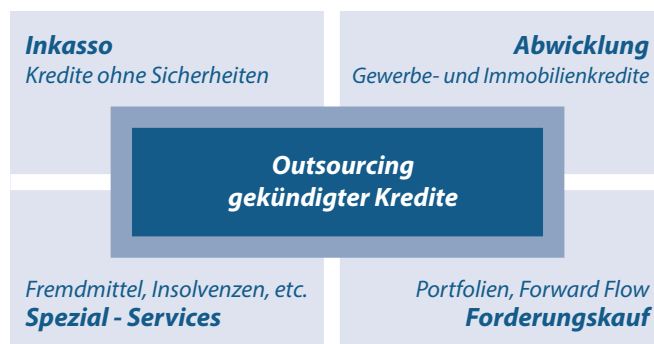 Inkasso
Kredite ohne Sicherheiten
Abwicklung
Gewerbe- und Immobilienkredite
Outsourcing
gekündigter Kredite
Fremdmittel, Insolvenzen, etc.
Spezial - Services
Portfolien, Forward Flow
Forderungskauf